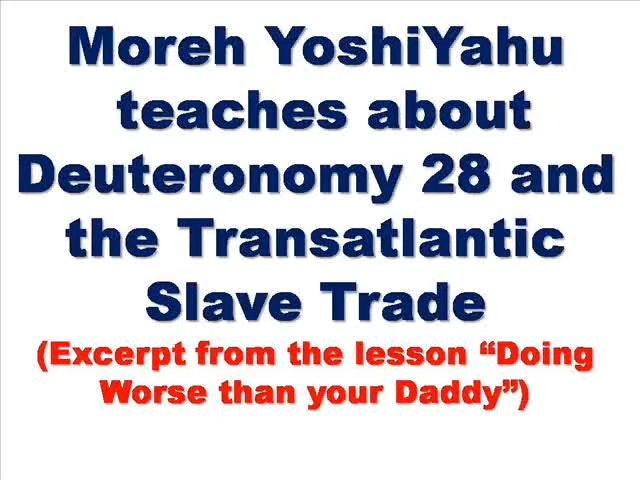 Moreh YoshiYahu
teaches about
Deuteronomy 28 and
the Transatlantic
Slave Trade
(Excerpt from the lesson “Doing
Worse than your Daddy”)